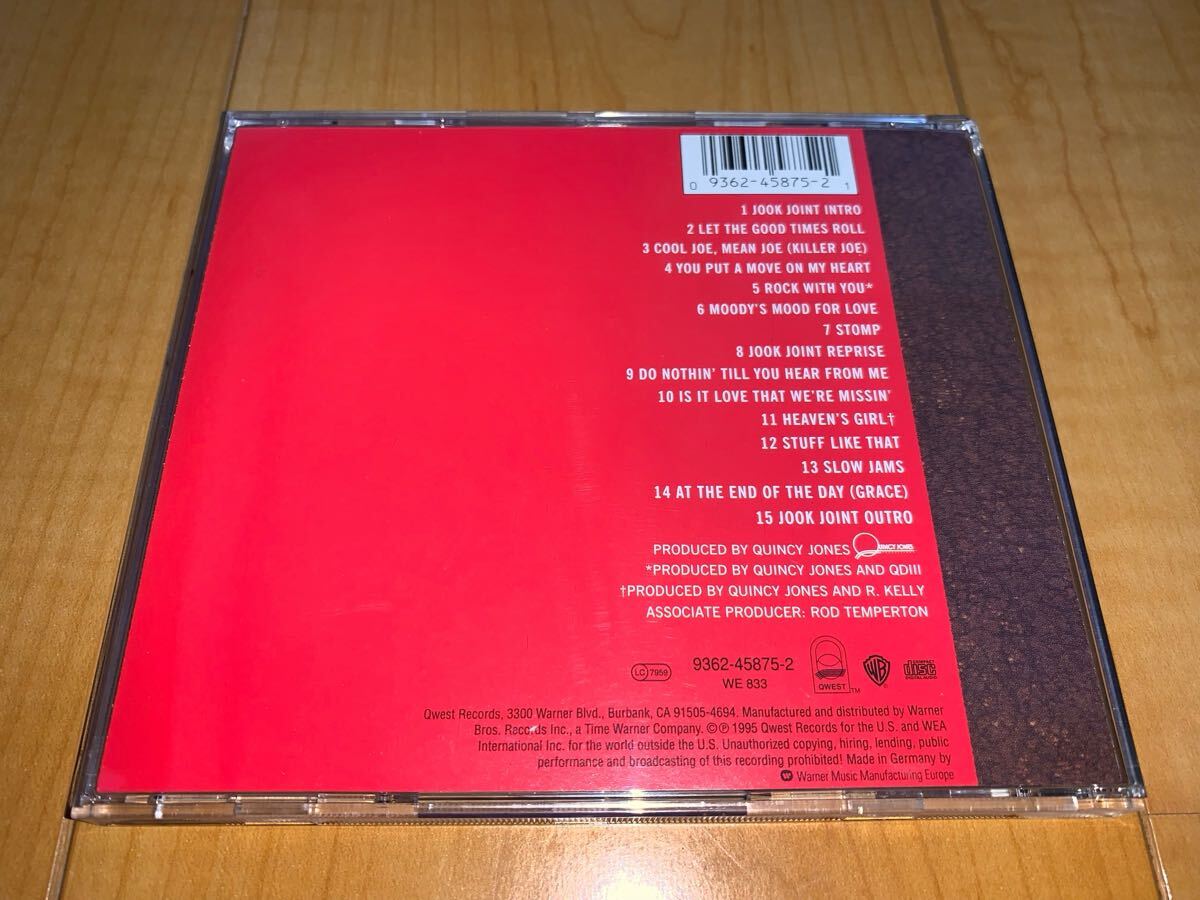 0 9362-45875-2 1
1 JOOK JOINT INTRO
2 LET THE GOOD TIMES ROLL
3 COOL JOE, MEAN JOE (KILLER JOE)
4 YOU PUT A MOVE ON MY HEART
5 ROCK WITH YOU*
6 MOODY'S MOOD FOR LOVE
7 STOMP
8 JOOK JOINT REPRISE
9 DO NOTHIN' TILL YOU HEAR FROM ME
10 IS IT LOVE THAT WE'RE MISSIN'
11 HEAVEN'S GIRL†
12 STUFF LIKE THAT
13 SLOW JAMS
14 AT THE END OF THE DAY (GRACE)
15 JOOK JOINT OUTRO
PRODUCED BY QUINCY JONES QUINCY JONES
*PRODUCED BY QUINCY JONES AND QDIII
†PRODUCED BY QUINCY JONES AND R. KELLY
ASSOCIATE PRODUCER: ROD TEMPERTON
LC 7959 9362-45875-2 QWEST TM WB ® COMPACT disc DIGITAL AUDIO
WE 833
Qwest Records, 3300 Warner Blvd., Burbank, CA 91505-4694. Manufactured and distributed by Warner
Bros. Records Inc., a Time Warner Company. ©℗ 1995 Qwest Records for the U.S. and WEA
International Inc. for the world outside the U.S. Unauthorized copying, hiring, lending, public
performance and broadcasting of this recording prohibited! Made in Germany by
Warner Music Manufacturing Europe